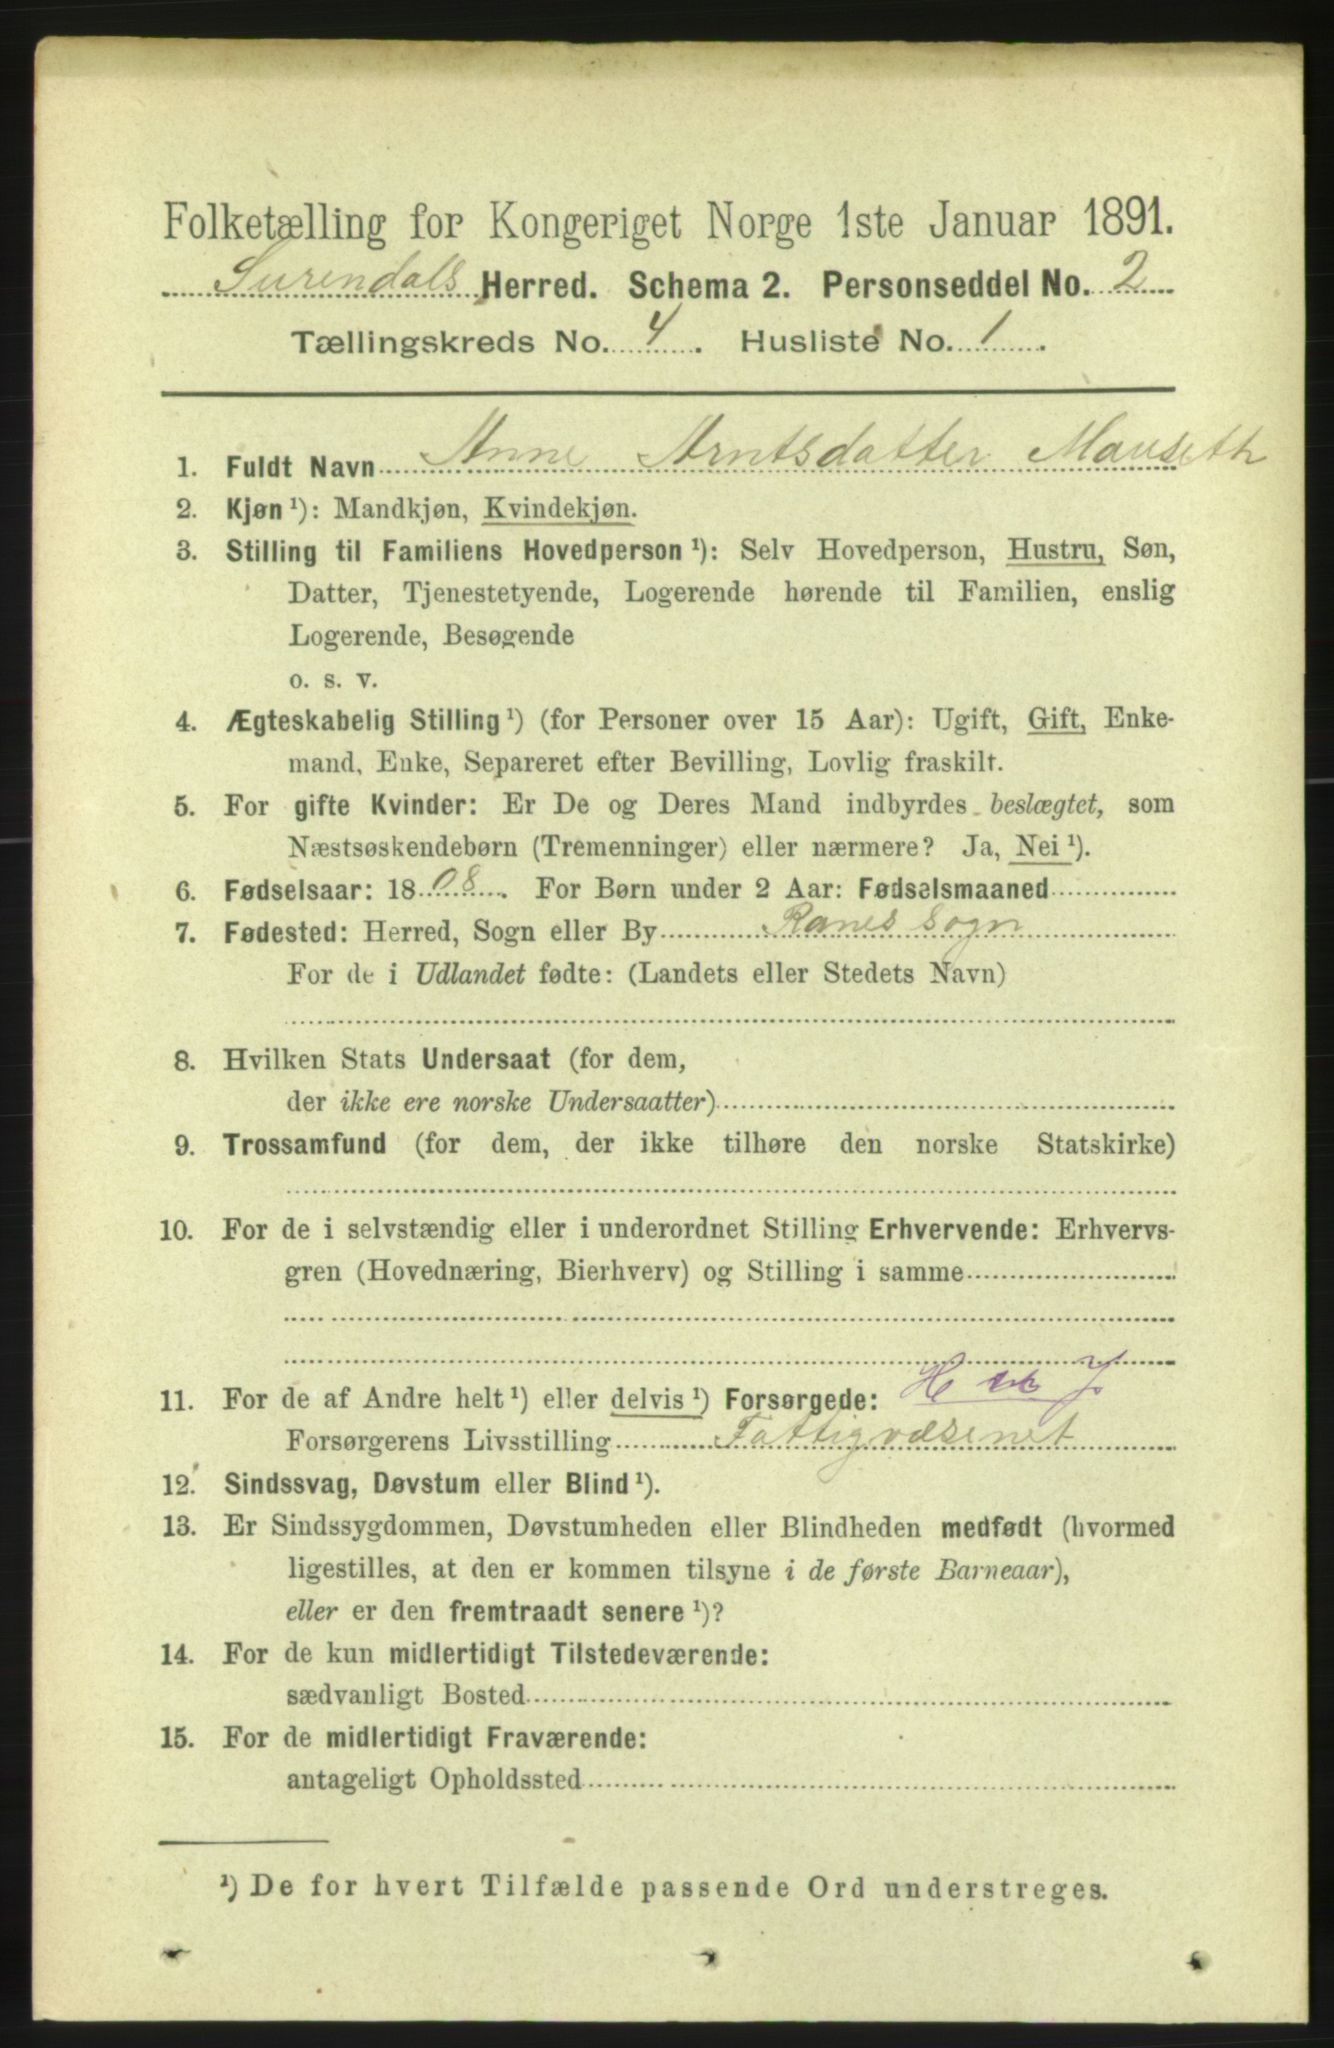 Folketælling for Kongeriget Norge 1ste Januar 1891.
Surendals Herred. Schema 2. Personseddel No. 2
Tællingskreds No. 4. Husliste No. 1.
1. Fuldt Navn Anne Arntsdatter Mauseth
2. Kjøn ¹): Mandkjøn, Kvindekjøn.
3. Stilling til Familiens Hovedperson ¹): Selv Hovedperson, Hustru, Søn,
Datter, Tjenestetyende, Logerende hørende til Familien, enslig
Logerende, Besøgende
o. s. v.
4. Ægteskabelig Stilling ¹) (for Personer over 15 Aar): Ugift, Gift, Enke-
mand, Enke, Separeret efter Bevilling, Lovlig fraskilt.
5. For gifte Kvinder: Er De og Deres Mand indbyrdes beslægtet, som
Næstsøskendebørn (Tremenninger) eller nærmere? Ja, Nei ¹).
6. Fødselsaar: 1808. For Børn under 2 Aar: Fødselsmaaned
7. Fødested: Herred, Sogn eller By Ranes Sogn
For de i Udlandet fødte: (Landets eller Stedets Navn)
8. Hvilken Stats Undersaat (for dem,
der ikke ere norske Undersaatter)
9. Trossamfund (for dem, der ikke tilhøre den norske Statskirke)
10. For de i selvstændig eller i underordnet Stilling Erhvervende: Erhvervs-
gren (Hovednæring, Bierhverv) og Stilling i samme
11. For de af Andre helt ¹) eller delvis ¹) Forsørgede: H
Forsørgerens Livsstilling Fattigvæsenet
12. Sindssvag, Døvstum eller Blind ¹).
13. Er Sindssygdommen, Døvstumheden eller Blindheden medfødt (hvormed
ligestilles, at den er kommen tilsyne i de første Barneaar),
eller er den fremtraadt senere ¹)?
14. For de kun midlertidigt Tilstedeværende:
sædvanligt Bosted
15. For de midlertidigt Fraværende:
antageligt Opholdssted
¹) De for hvert Tilfælde passende Ord understreges.